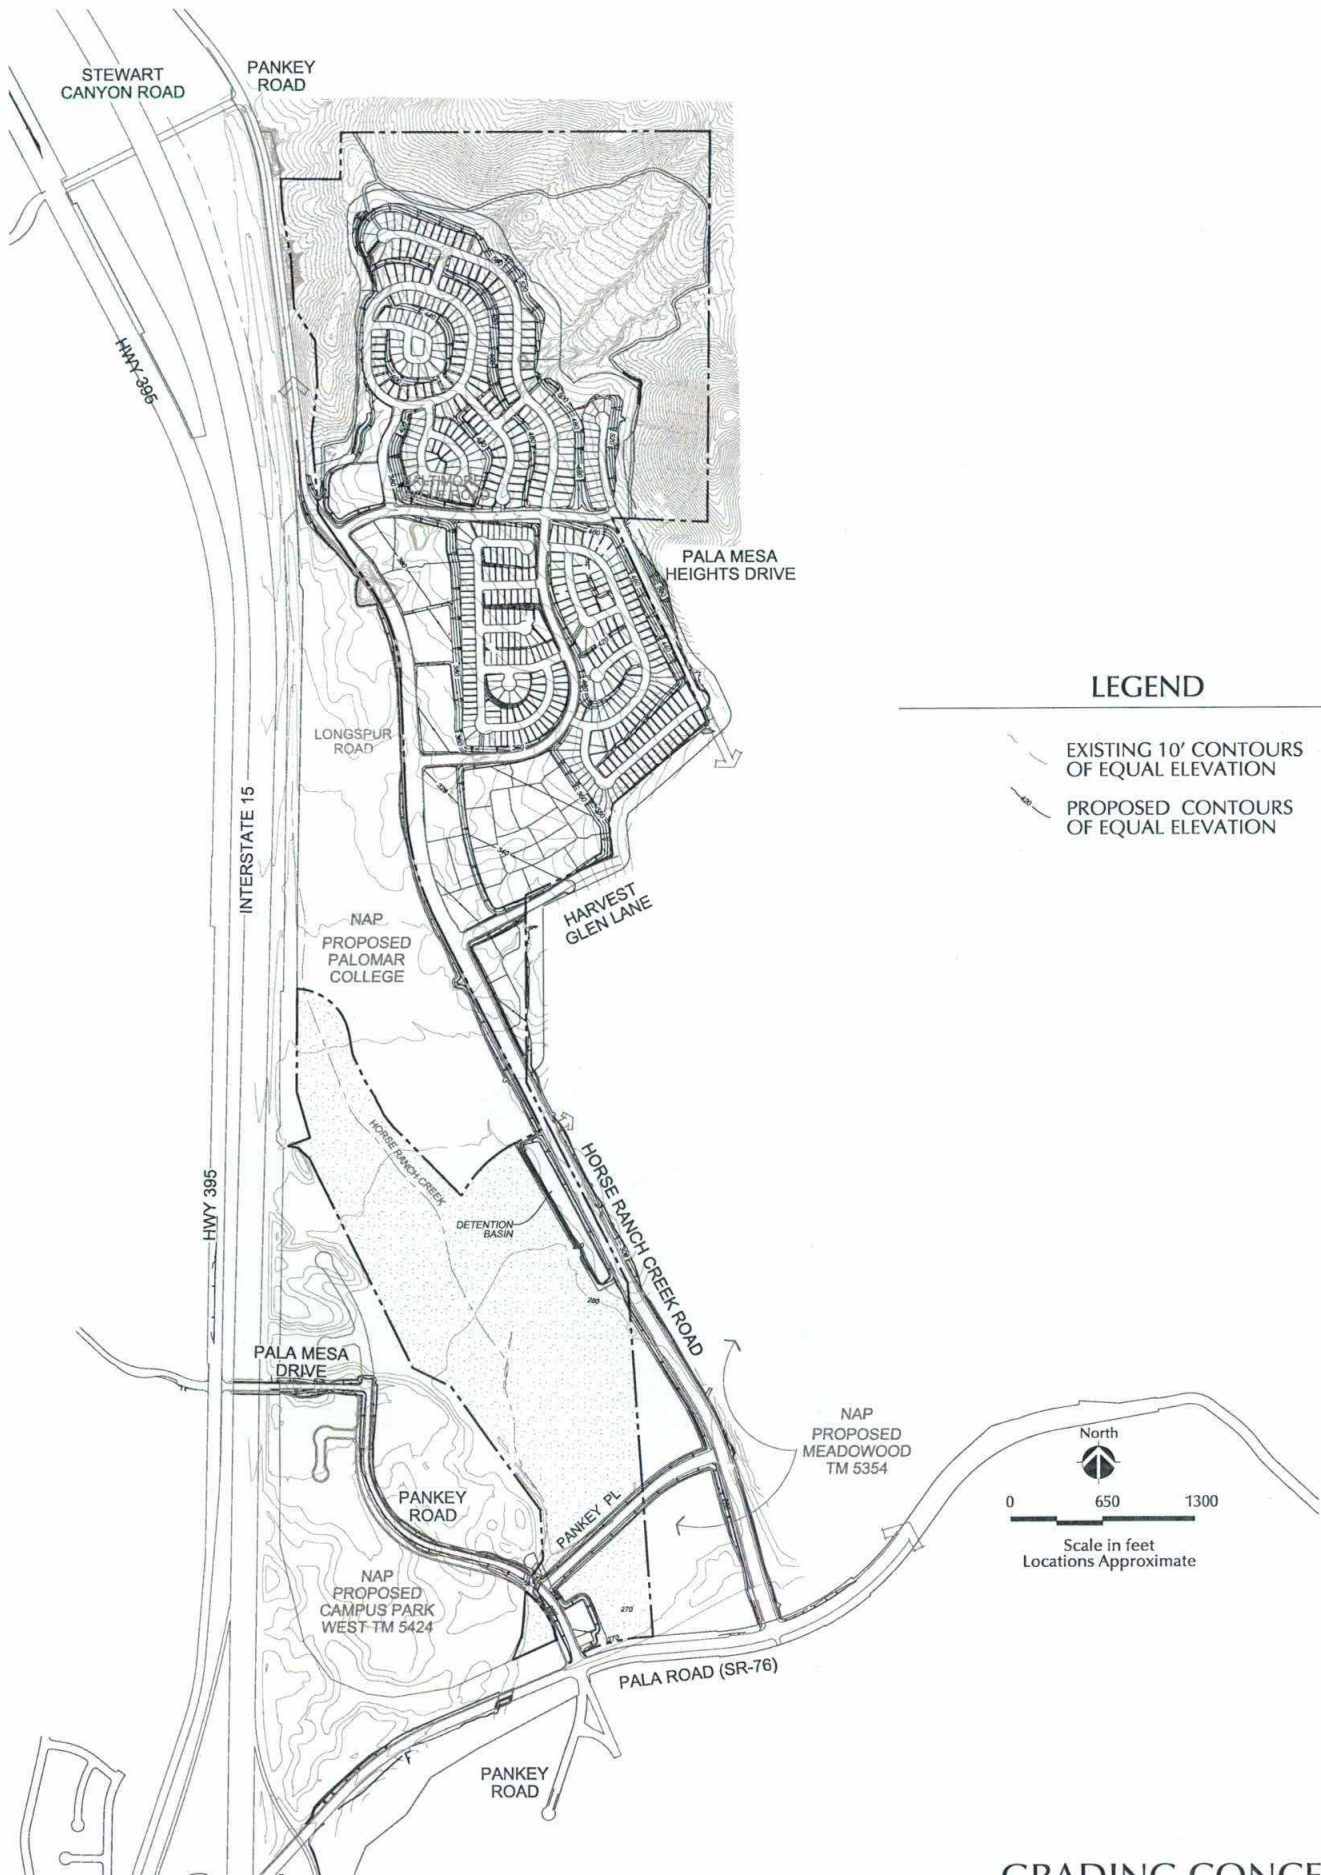 STEWART
CANYON ROAD
PANKEY
ROAD
HWY 395
PALA MESA
HEIGHTS DRIVE
LEGEND
EXISTING 10' CONTOURS
OF EQUAL ELEVATION
420
PROPOSED CONTOURS
OF EQUAL ELEVATION
LONGSPUR
ROAD
INTERSTATE 15
HARVEST
GLEN LANE
NAP
PROPOSED
PALOMAR
COLLEGE
HORSE RANCH CREEK
HORSE RANCH CREEK ROAD
DETENTION
BASIN
280
HWY 395
PALA MESA
DRIVE
NAP
PROPOSED
MEADOWOOD
TM 5354
North
0 650 1300
Scale in feet
Locations Approximate
PANKEY
ROAD
PANKEY PL
NAP
PROPOSED
CAMPUS PARK
WEST TM 5424
270
270
PALA ROAD (SR-76)
PANKEY
ROAD